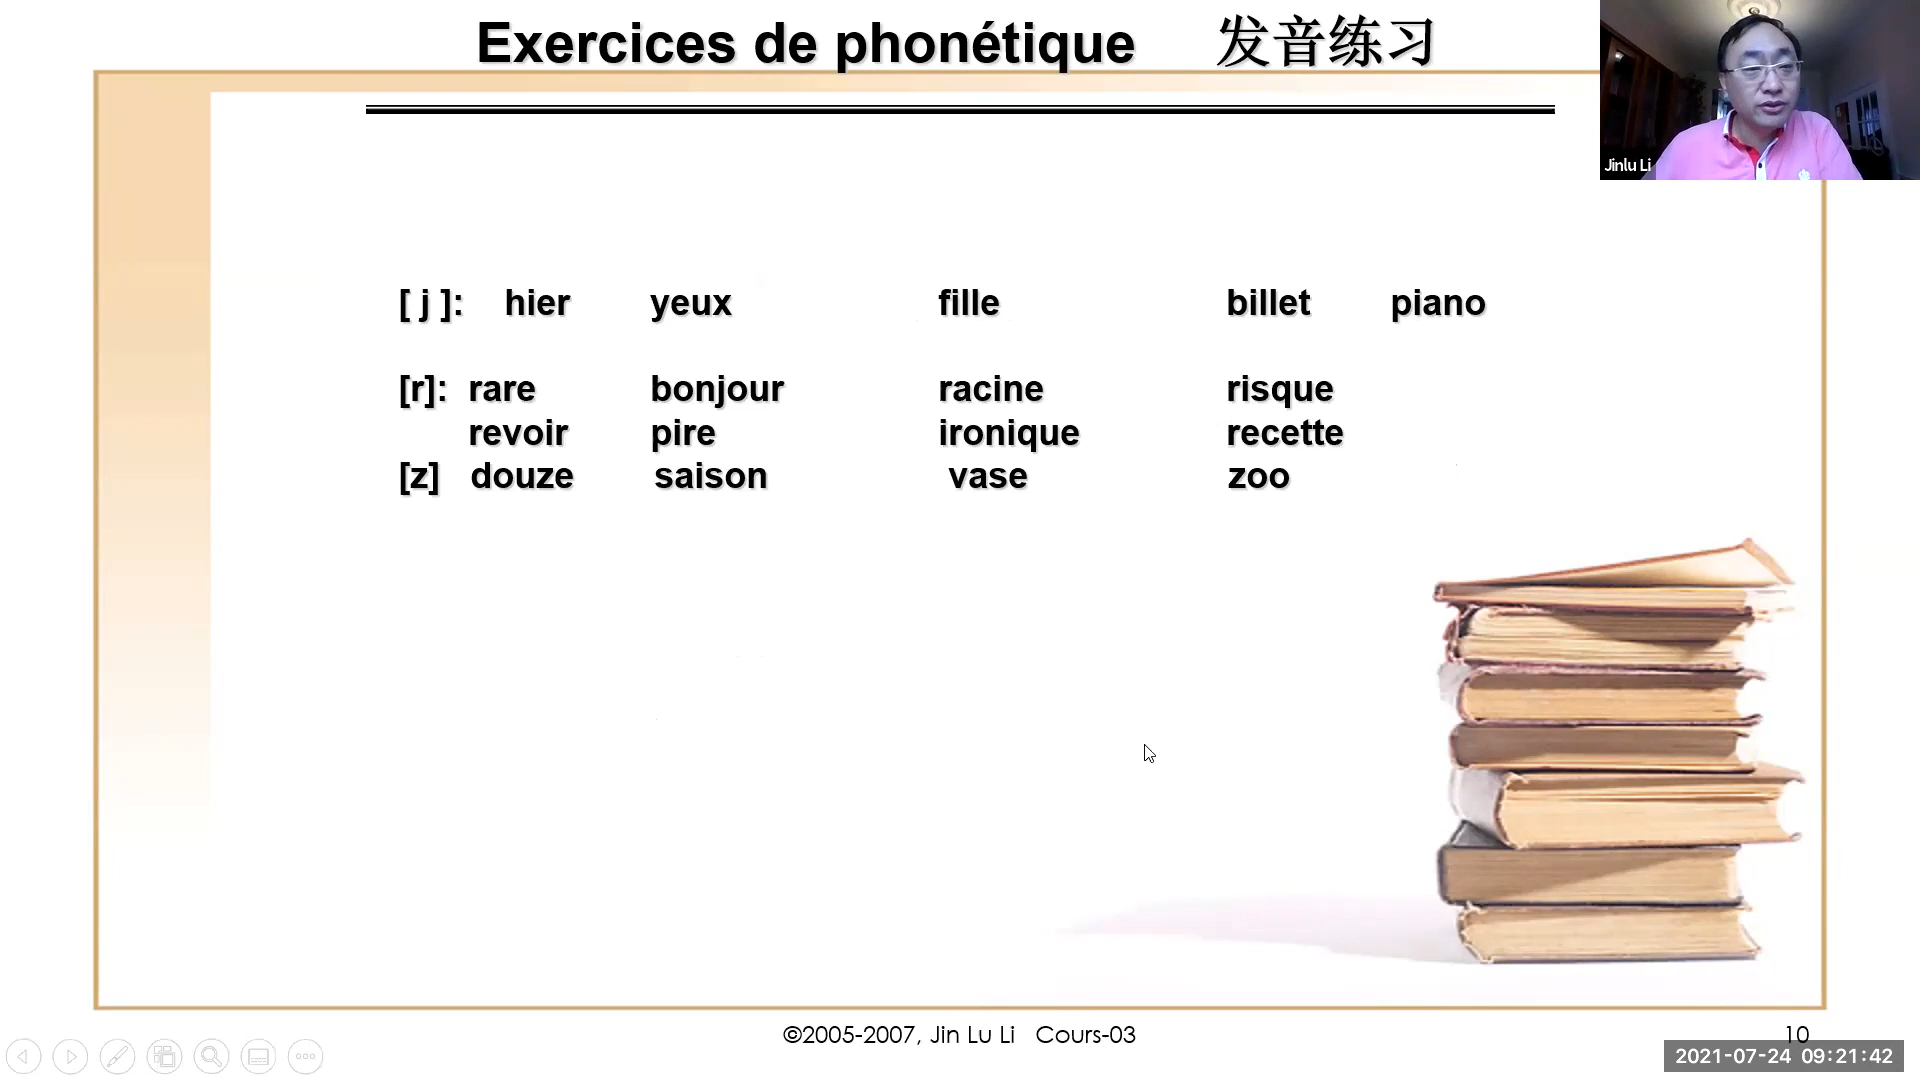 Exercices de phonétique 发音练习
Jinlu Li
[ j ]: hier yeux fille billet piano
[r]: rare bonjour racine risque
revoir pire ironique recette
[z] douze saison vase zoo
©2005-2007, Jin Lu Li Cours-03
10
2021-07-24 09:21:42